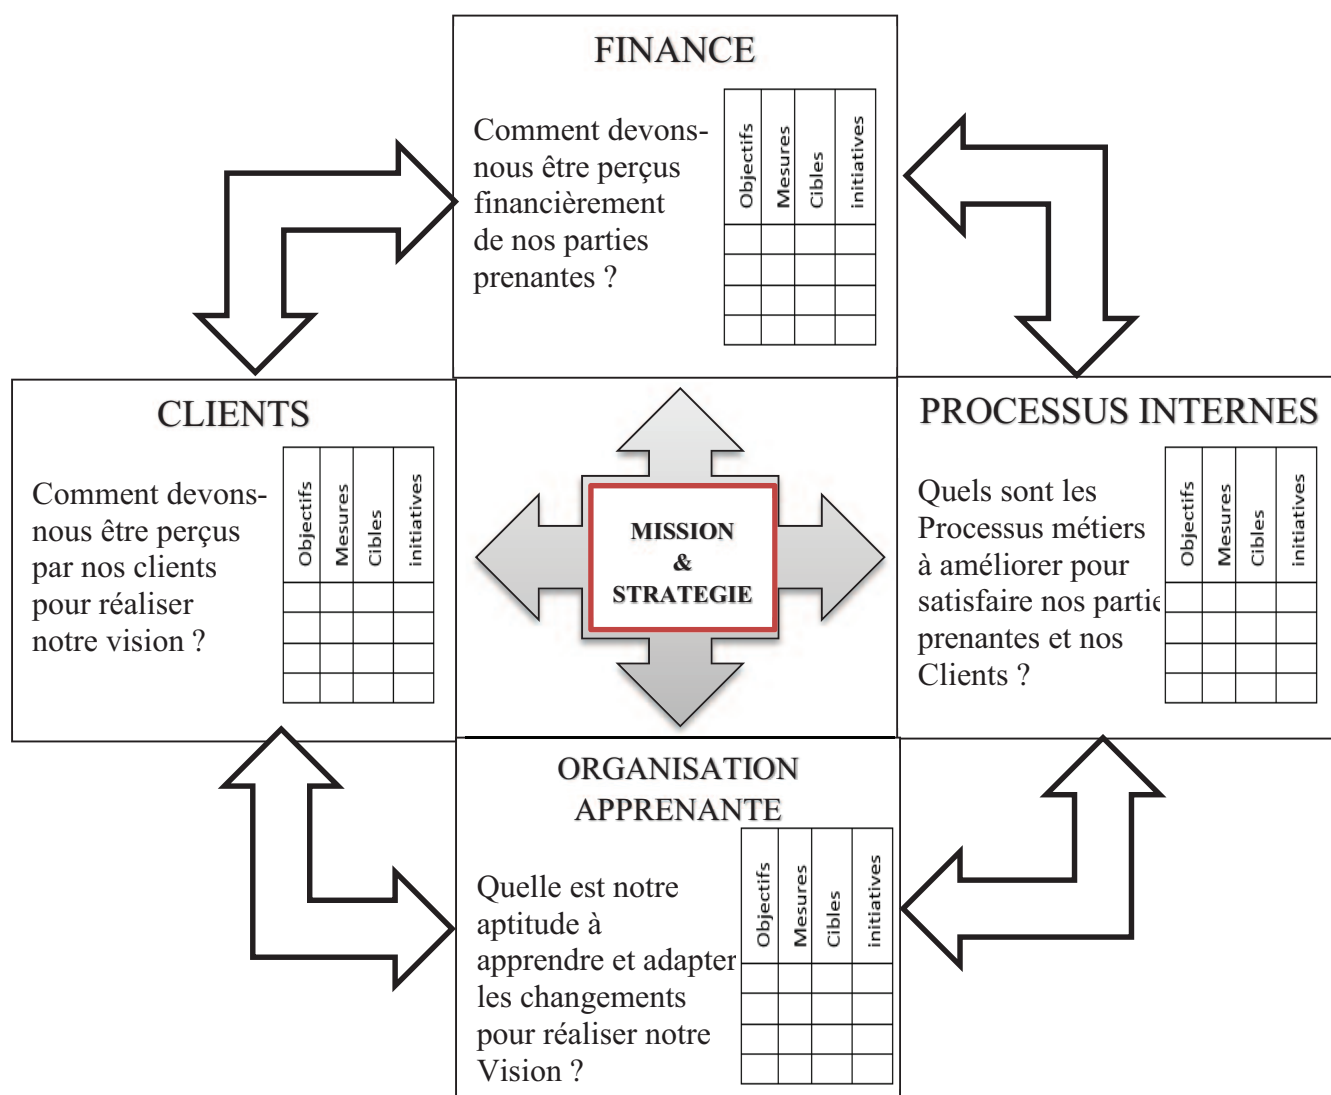 FINANCE
Comment devons-
nous être perçus
financièrement
de nos parties
prenantes ?
Objectifs
Mesures
Cibles
initiatives
CLIENTS
Comment devons-
nous être perçus
par nos clients
pour réaliser
notre vision ?
Objectifs
Mesures
Cibles
initiatives
MISSION
&
STRATEGIE
PROCESSUS INTERNES
Quels sont les
Processus métiers
à améliorer pour
satisfaire nos partie
prenantes et nos
Clients ?
Objectifs
Mesures
Cibles
initiatives
ORGANISATION
APPRENANTE
Quelle est notre
aptitude à
apprendre et adapter
les changements
pour réaliser notre
Vision ?
Objectifs
Mesures
Cibles
initiatives